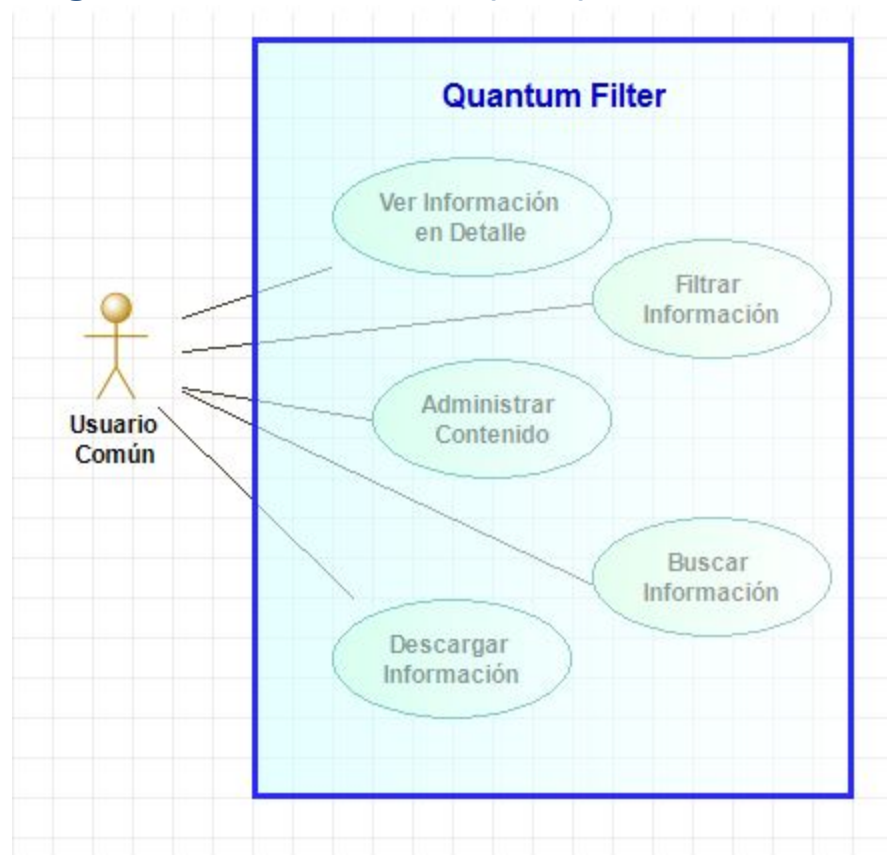 Quantum Filter
Ver Información
en Detalle
Filtrar
Información
Administrar
Contenido
Usuario
Común
Buscar
Información
Descargar
Información